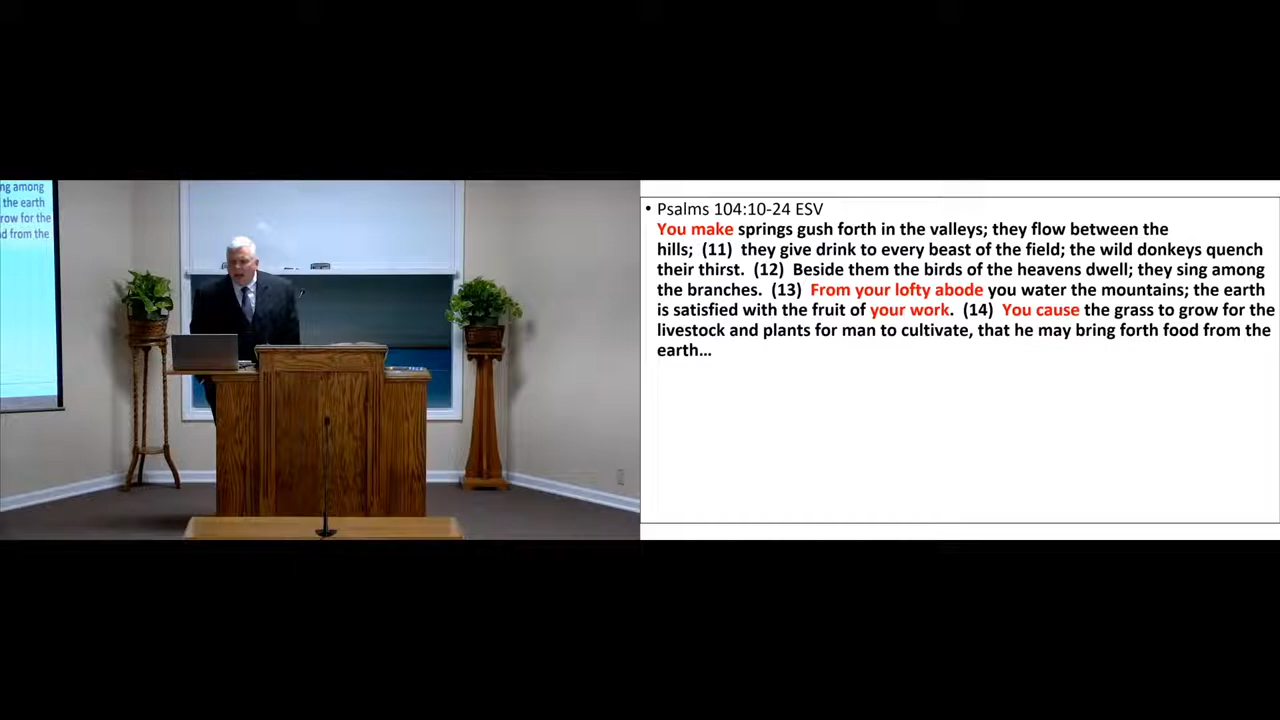 ng among
the earth
row for the
d from the
• Psalms 104:10-24 ESV
You make springs gush forth in the valleys; they flow between the
hills;  (11)  they give drink to every beast of the field; the wild donkeys quench
their thirst.  (12)  Beside them the birds of the heavens dwell; they sing among
the branches.  (13)  From your lofty abode you water the mountains; the earth
is satisfied with the fruit of your work.  (14)  You cause the grass to grow for the
livestock and plants for man to cultivate, that he may bring forth food from the
earth…